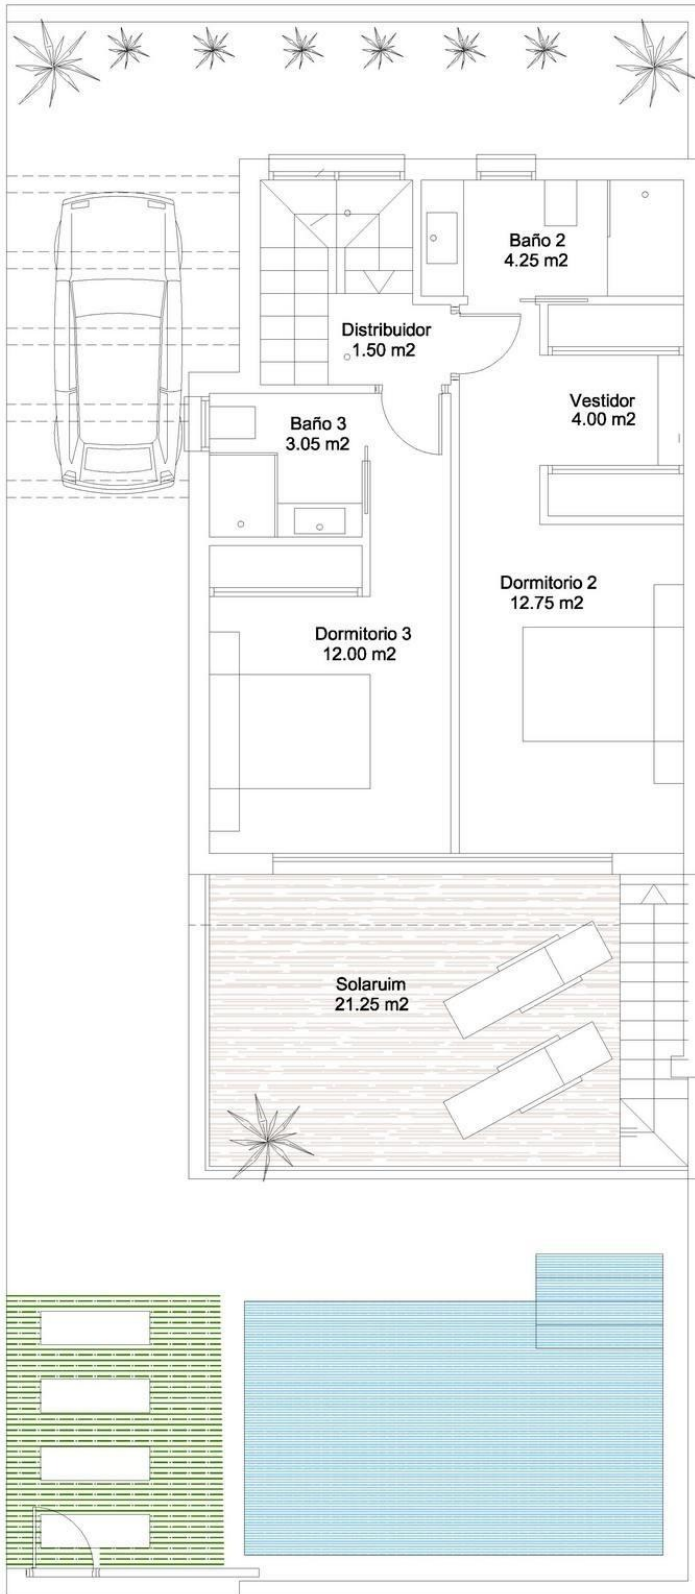 Baño 2
4.25 m2
Distribuidor
1.50 m2
Vestidor
4.00 m2
Baño 3
3.05 m2
Dormitorio 2
12.75 m2
Dormitorio 3
12.00 m2
Solaruim
21.25 m2